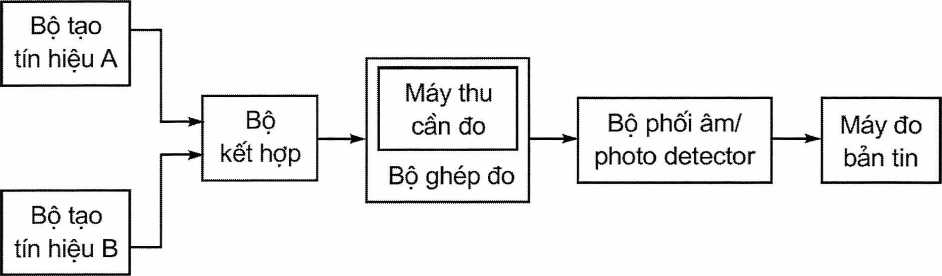 Bộ tạo
tín hiệu A
Bộ
kết hợp
Máy thu
cần đo
Bộ ghép đo
Bộ phối âm/
photo detector
Máy đo
bản tin
Bộ tạo
tín hiệu B